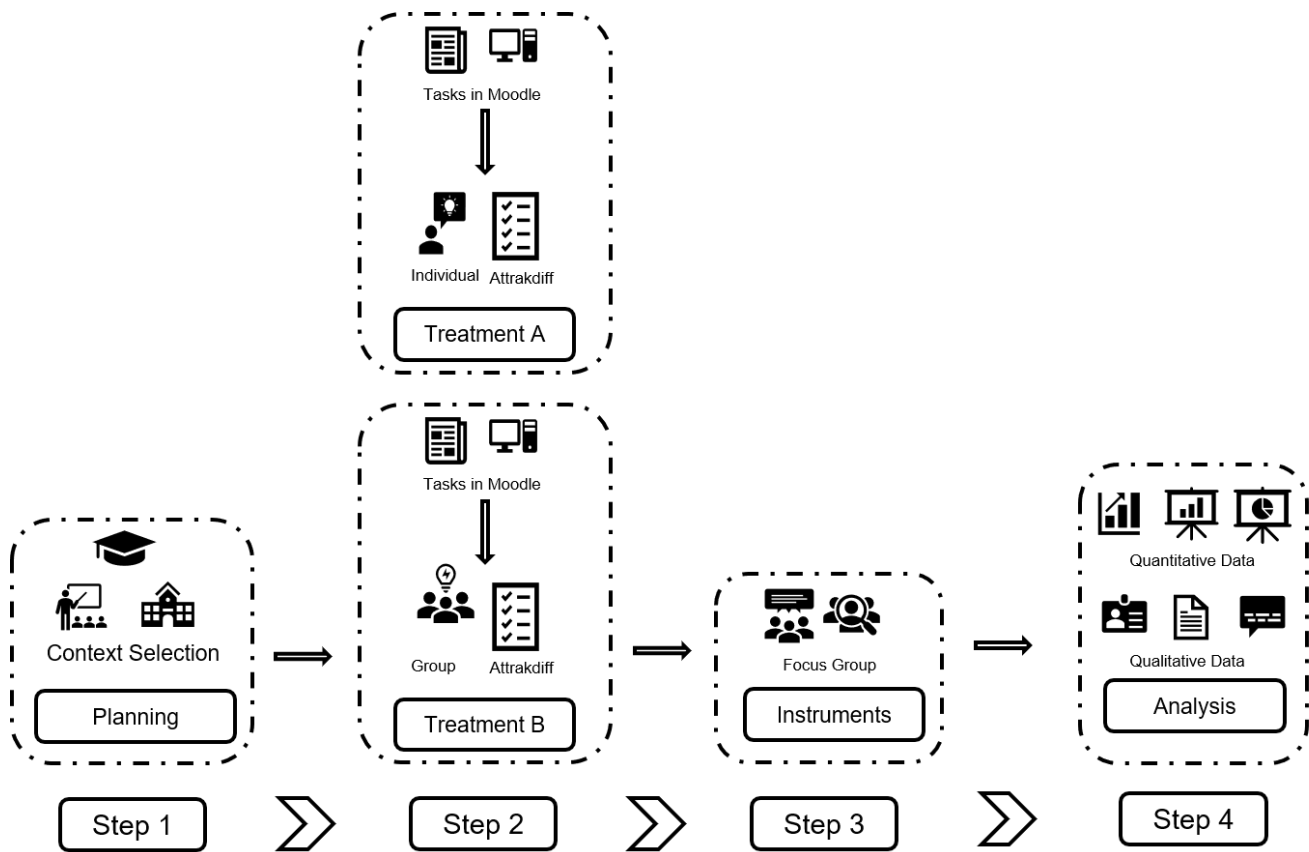 Tasks in Moodle
Individual
Attrakdiff
Treatment A
Tasks in Moodle
Group
Attrakdiff
Treatment B
Context Selection
Planning
Focus Group
Instruments
Quantitative Data
Qualitative Data
Analysis
Step 1
Step 2
Step 3
Step 4